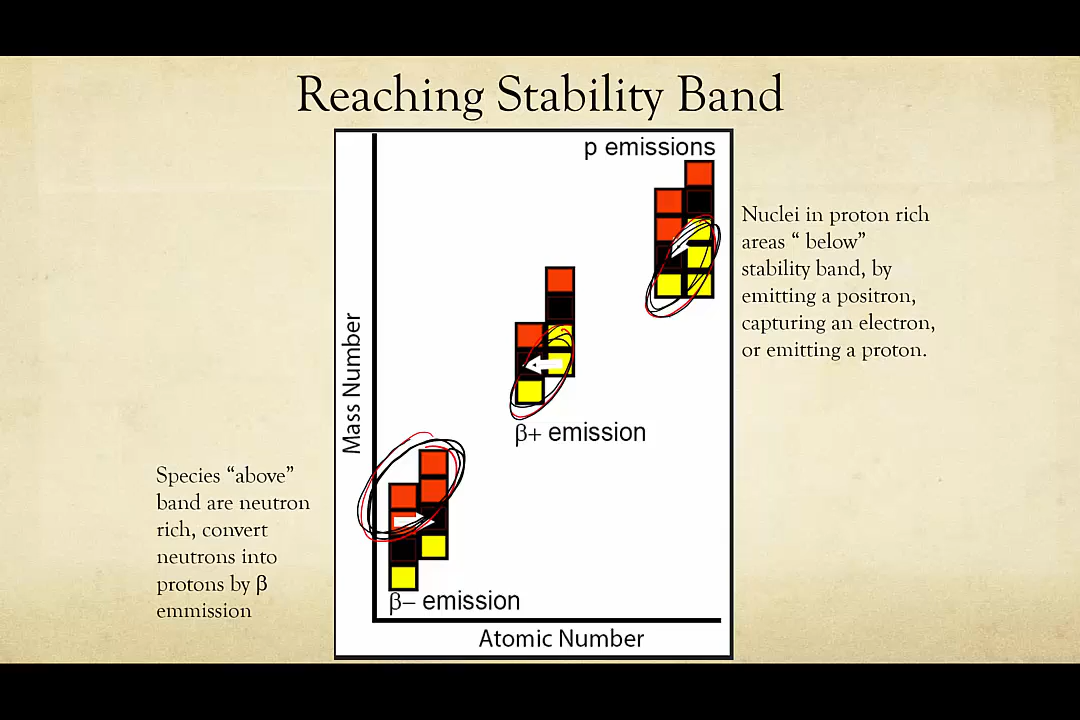 Reaching Stability Band
p emissions
Nuclei in proton rich
areas “ below”
stability band, by
emitting a positron,
capturing an electron,
or emitting a proton.
Mass Number
β+ emission
Species “above”
band are neutron
rich, convert
neutrons into
protons by β
emmission
β– emission
Atomic Number